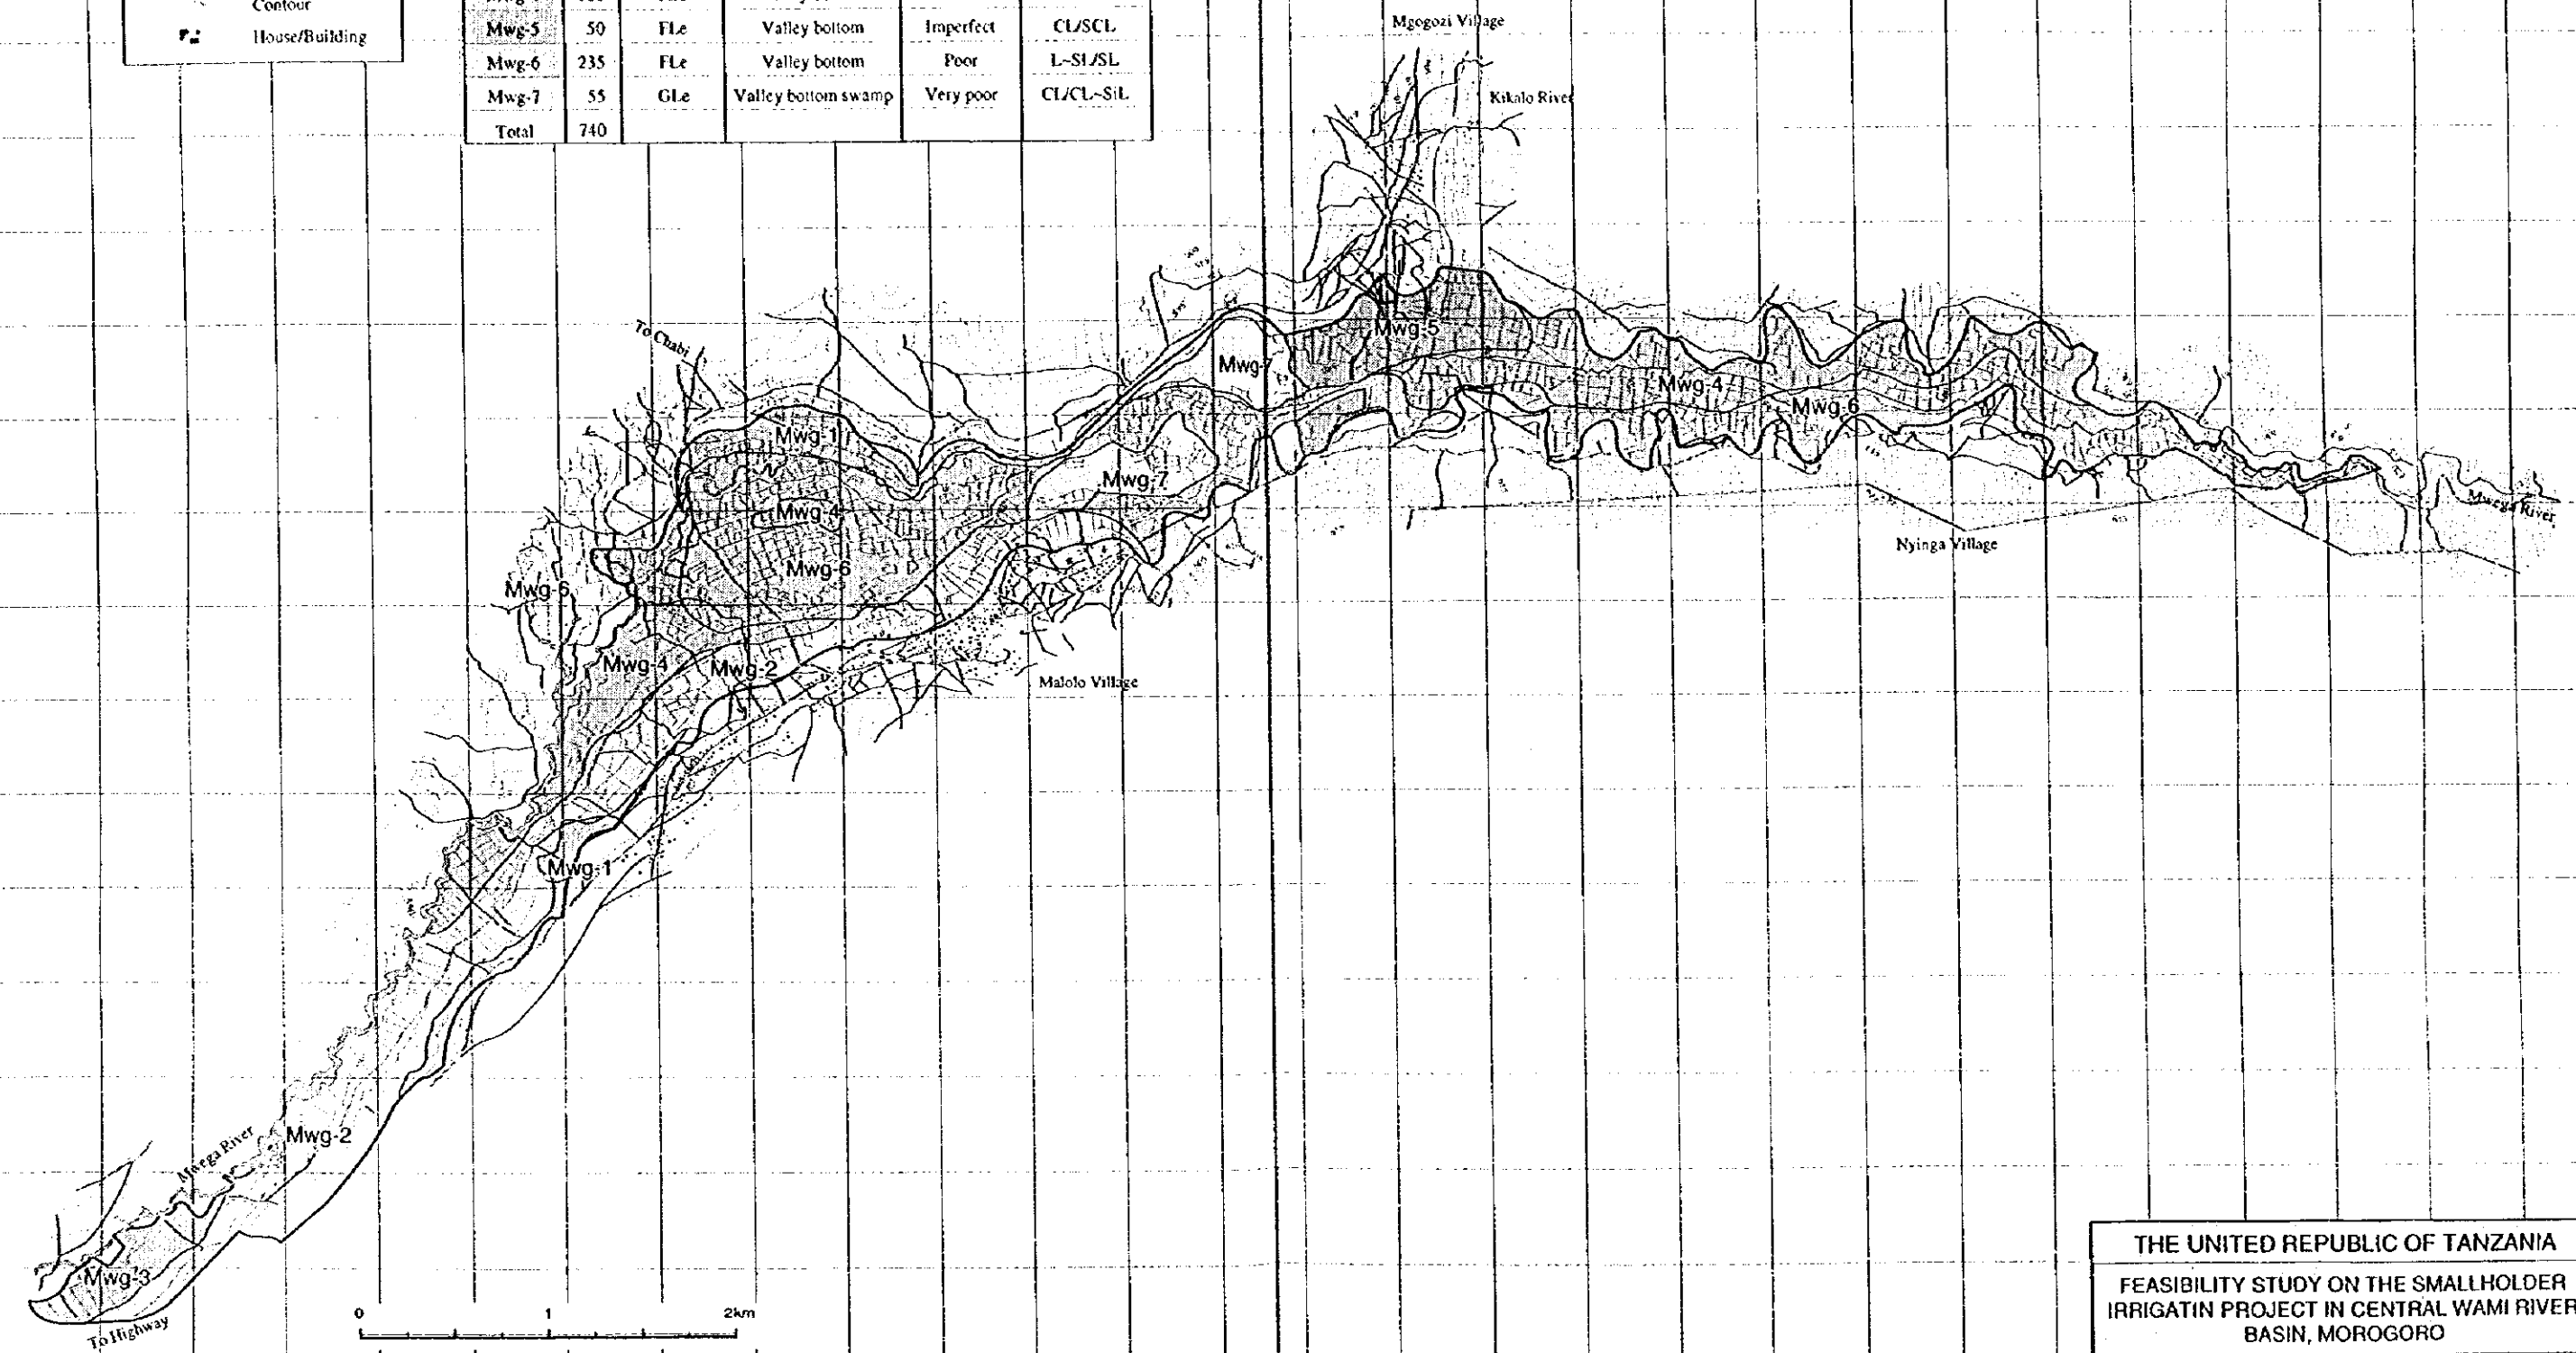 Contour
House/Building
Mwg-5 50 FLe Valley bottom Imperfect CL/SCL
Mwg-6 235 FLe Valley bottom Poor L~SL/SL
Mwg-7 55 GLe Valley bottom swamp Very poor CL/CL~SiL
Total 740
Mgogozi Village
Kikalo River
To Chabi
Mwg-5
Mwg-7
Mwg-4
Mwg-6
Mwg-1
Mwg-7
Mwg-4
Mwega River
Nyinga Village
Mwg-6
Mwg-6
Mwg-4
Mwg-2
Malolo Village
Mwg-1
Mwega River
Mwg-2
Mwg-3
To Highway
0 1 2km
THE UNITED REPUBLIC OF TANZANIA
FEASIBILITY STUDY ON THE SMALLHOLDER
IRRIGATIN PROJECT IN CENTRAL WAMI RIVER
BASIN, MOROGORO